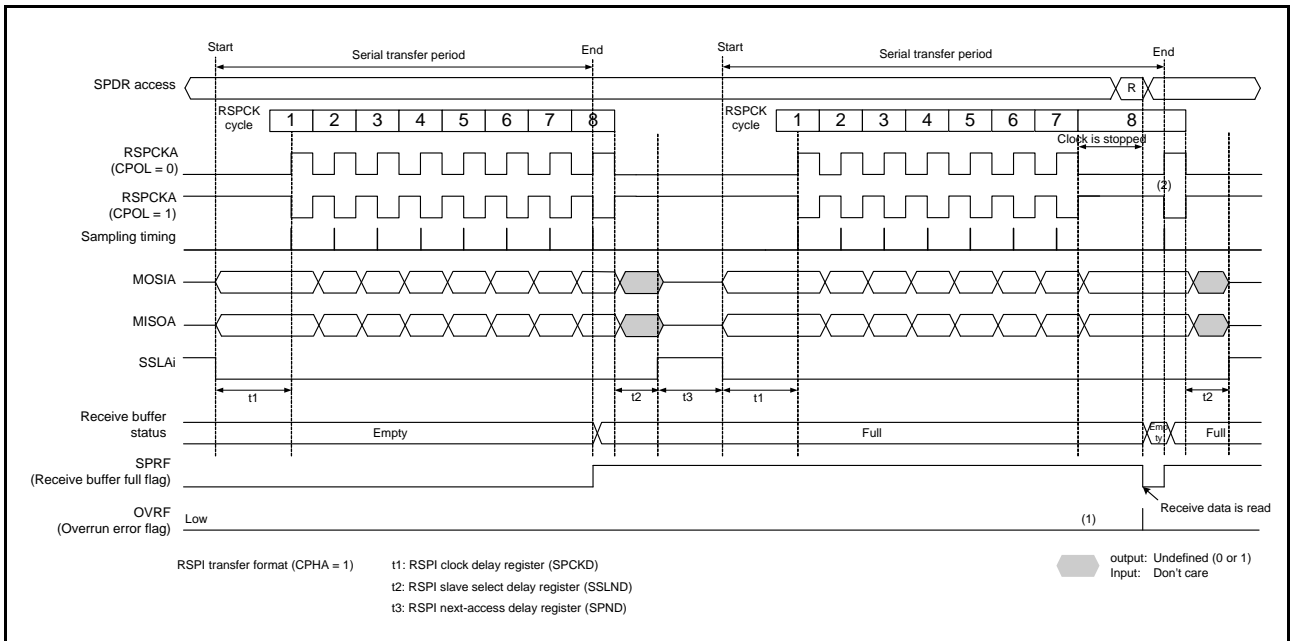 Start
Serial transfer period
End
Start
Serial transfer period
End
SPDR access
R
RSPCK
cycle
1 2 3 4 5 6 7 8
RSPCK
cycle
1 2 3 4 5 6 7 8
Clock is stopped
RSPCKA
(CPOL = 0)
RSPCKA
(CPOL = 1)
(2)
Sampling timing
MOSIA
MISOA
SSLAi
t1
t2
t3
t1
t2
Receive buffer
status
Empty
Full
Emp
ty
Full
SPRF
(Receive buffer full flag)
Receive data is read
OVRF
(Overrun error flag)
Low
(1)
RSPI transfer format (CPHA = 1)
t1: RSPI clock delay register (SPCKD)
t2: RSPI slave select delay register (SSLND)
t3: RSPI next-access delay register (SPND)
output: Undefined (0 or 1)
Input: Don't care